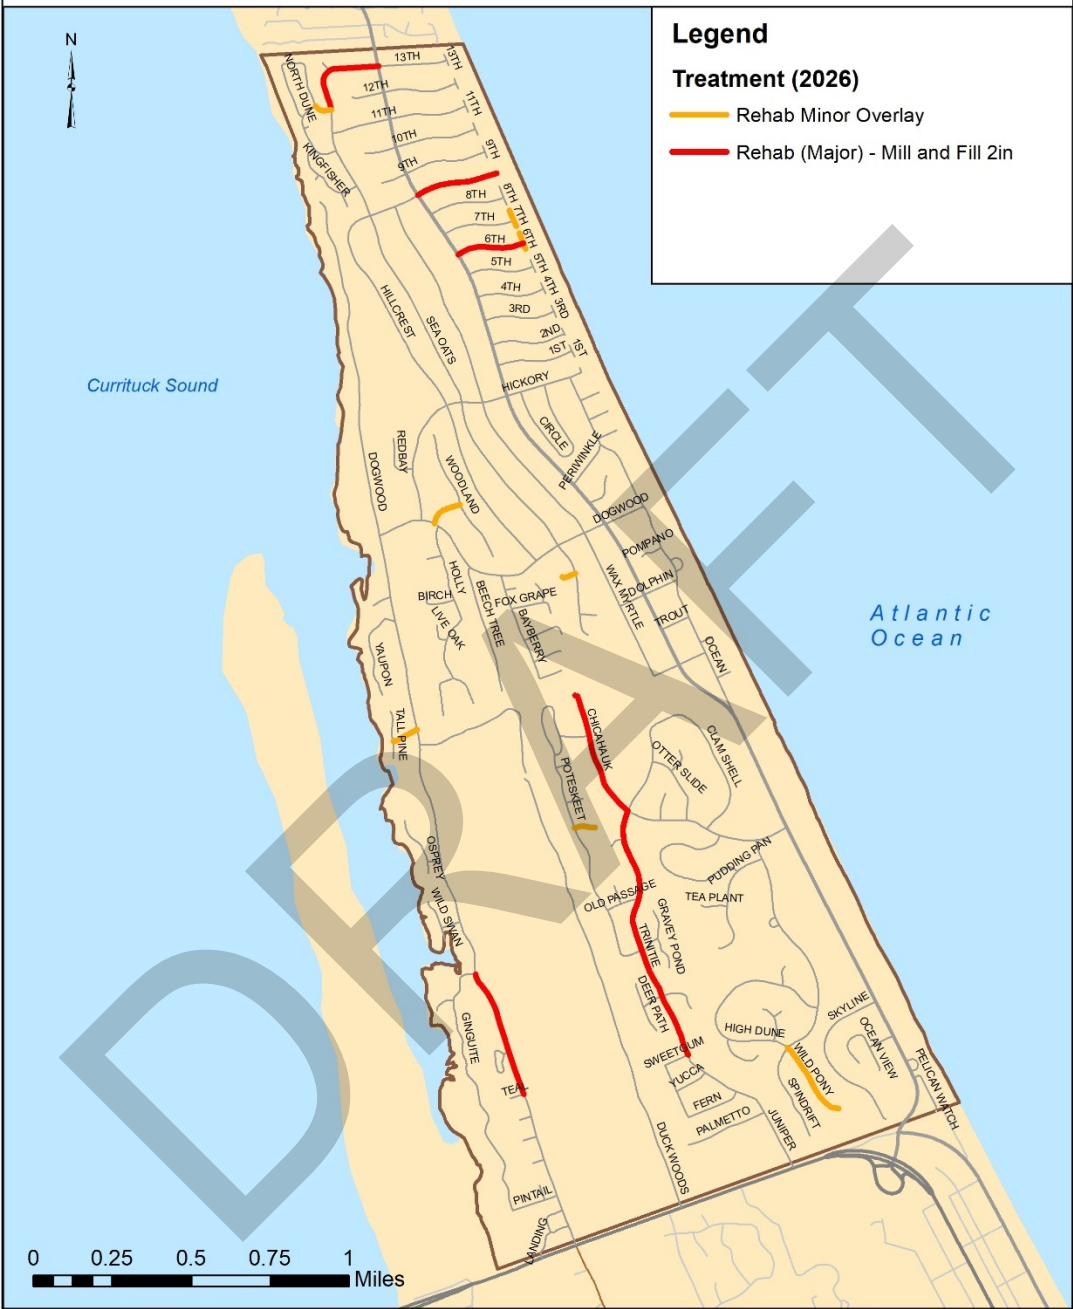 Legend
Treatment (2026)
Rehab Minor Overlay
Rehab (Major) - Mill and Fill 2in
N
NORTH DUNE
13TH
13TH
12TH
11TH
11TH
10TH
9TH
9TH
KINGFISHER
8TH
8TH
7TH
7TH
6TH
6TH
5TH
5TH
4TH
4TH
3RD
3RD
2ND
1ST
1ST
HILLCREST
SEA OATS
Currituck Sound
HICKORY
CIRCLE
PERIWINKLE
REDBAY
DOGWOOD
WOODLAND
DOGWOOD
POMPANO
HOLLY
BIRCH
LIVE OAK
BEECH TREE
FOX GRAPE
BAYBERRY
WAX MYRTLE
DOLPHIN
TROUT
OCEAN
Atlantic
Ocean
YAUPON
TALL PINE
CHICAHAUK
POTESKEET
OTTER SLIDE
CLAM SHELL
OSPREY
WILD SWAN
PUDDING PAN
OLD PASSAGE
TEA PLANT
GRAVEY POND
TRINITIE
DEER PATH
GINGUITE
TEAL
HIGH DUNE
SKYLINE
OCEAN VIEW
WILD PONY
SPINDRIFT
PELICAN WATCH
SWEETGUM
YUCCA
FERN
PALMETTO
JUNIPER
DUCK WOODS
PINTAIL
LANDING
DRAFT
0 0.25 0.5 0.75 1
Miles